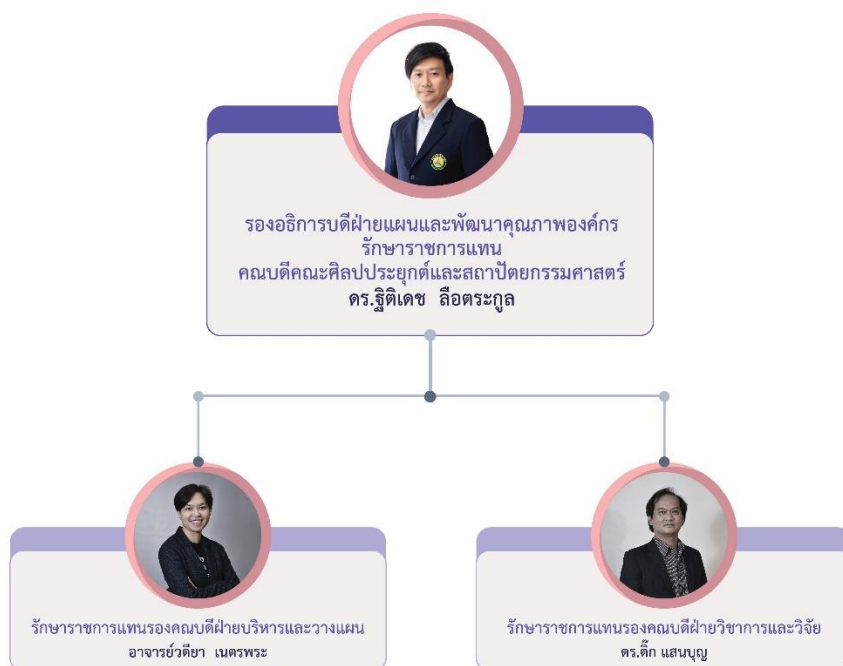 รองอธิการบดีฝ่ายแผนและพัฒนาคุณภาพองค์กร
รักษาราชการแทน
คณบดีคณะศิลปประยุกต์และสถาปัตยกรรมศาสตร์
ดร.ฐิติเดช ลือตระกูล
รักษาราชการแทนรองคณบดีฝ่ายบริหารและวางแผน
อาจารย์วตียา เนตรพระ
รักษาราชการแทนรองคณบดีฝ่ายวิชาการและวิจัย
ดร.ติ๊ก แสนบุญ